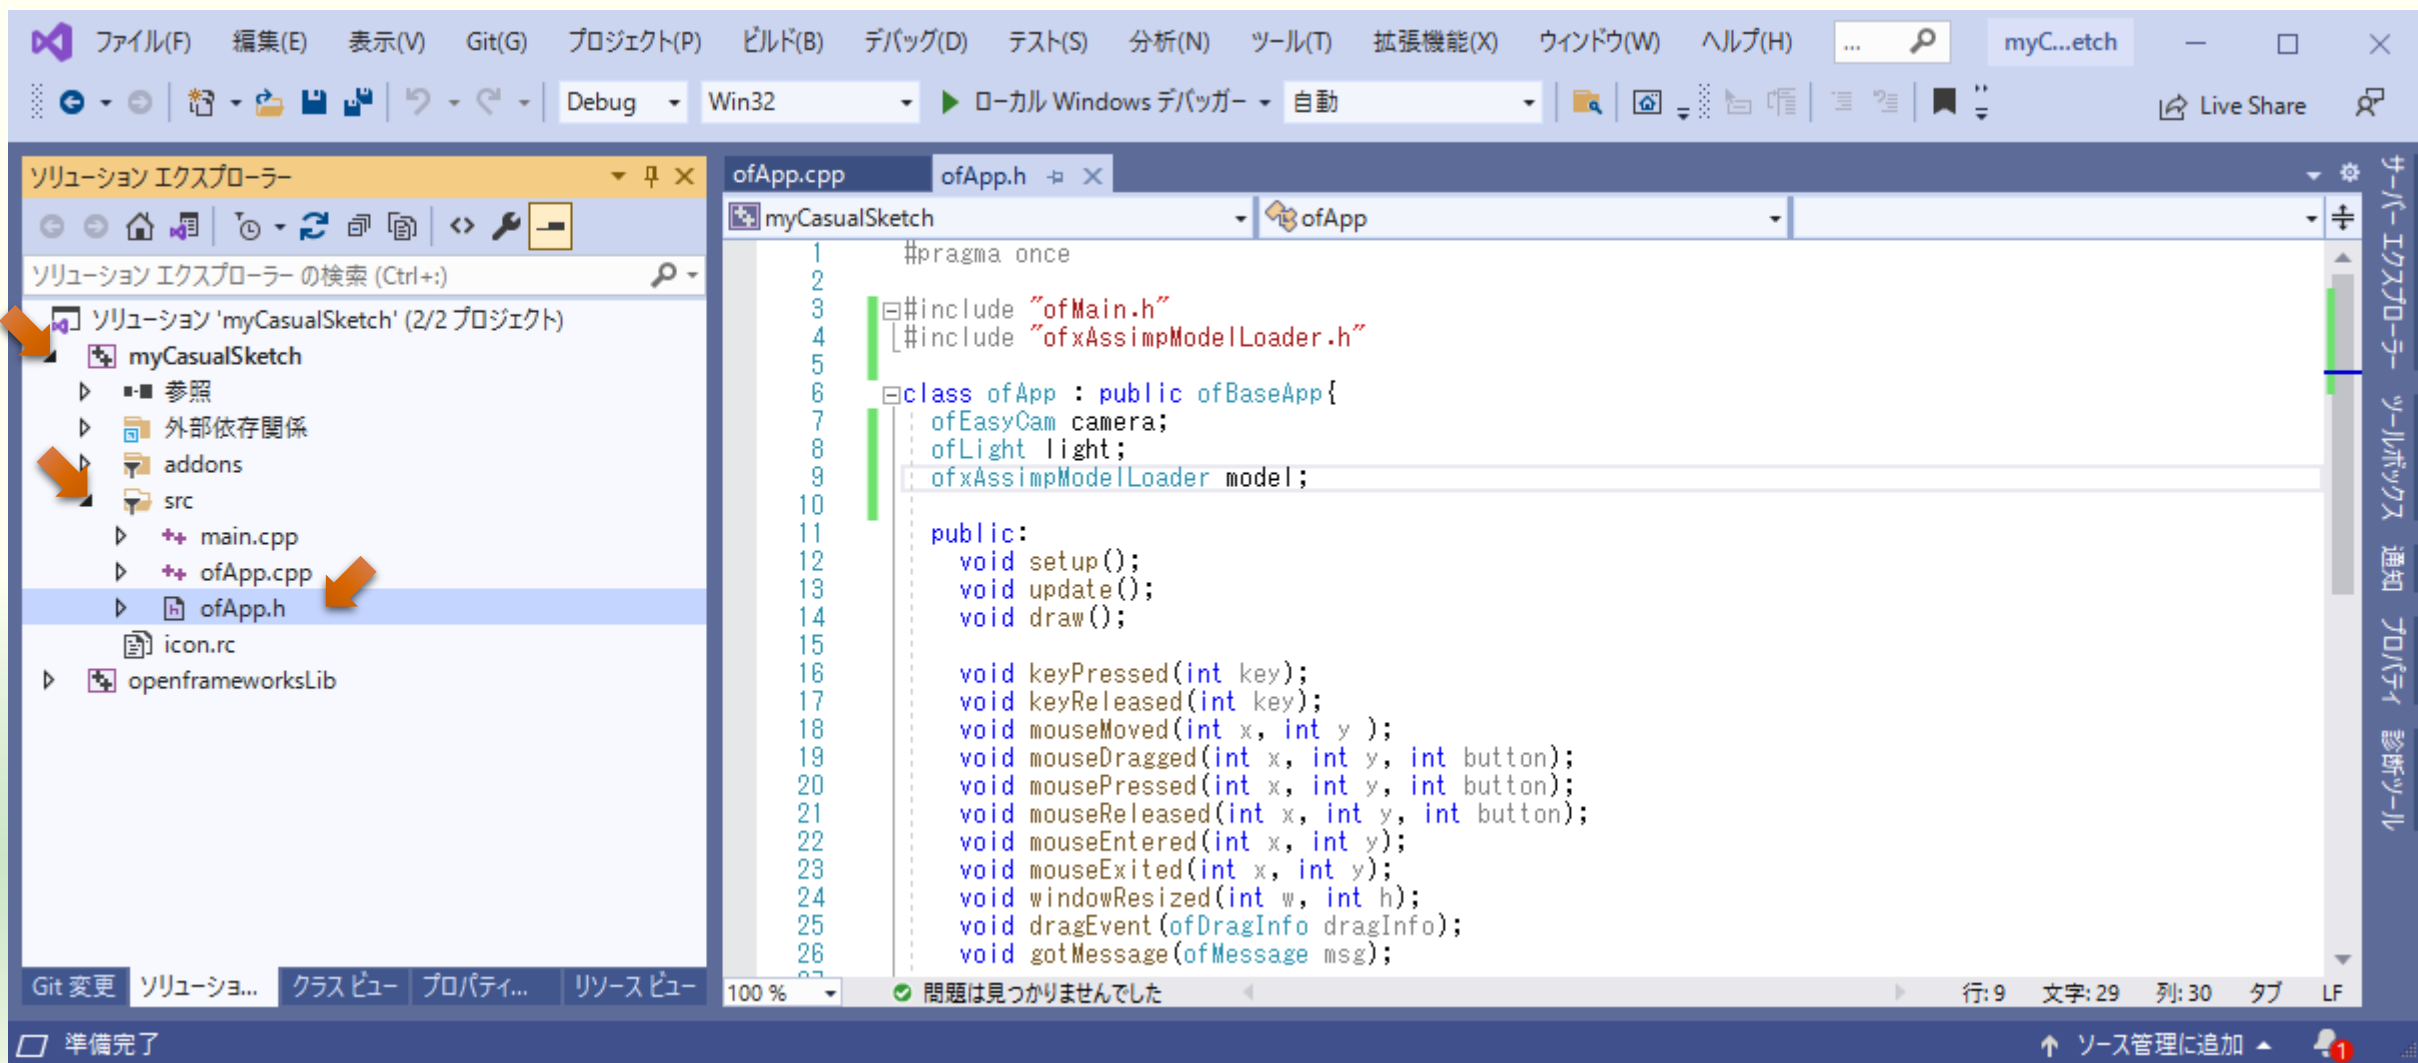 ファイル(F) 編集(E) 表示(V) Git(G) プロジェクト(P) ビルド(B) デバッグ(D) テスト(S) 分析(N) ツール(T) 拡張機能(X) ウィンドウ(W) ヘルプ(H) ... myC...etch
Debug Win32 ローカル Windows デバッガー 自動 Live Share
ソリューション エクスプローラー
ソリューション エクスプローラー の検索 (Ctrl+:)
ソリューション 'myCasualSketch' (2/2 プロジェクト)
myCasualSketch
参照
外部依存関係
addons
src
main.cpp
ofApp.cpp
ofApp.h
icon.rc
openframeworksLib
Git 変更 ソリューショ... クラス ビュー プロパティ... リソース ビュー
ofApp.cpp ofApp.h
myCasualSketch ofApp
1 #pragma once
2
3 #include "ofMain.h"
4 #include "ofxAssimpModelLoader.h"
5
6 class ofApp : public ofBaseApp{
7 ofEasyCam camera;
8 ofLight light;
9 ofxAssimpModelLoader model;
10
11 public:
12 void setup();
13 void update();
14 void draw();
15
16 void keyPressed(int key);
17 void keyReleased(int key);
18 void mouseMoved(int x, int y );
19 void mouseDragged(int x, int y, int button);
20 void mousePressed(int x, int y, int button);
21 void mouseReleased(int x, int y, int button);
22 void mouseEntered(int x, int y);
23 void mouseExited(int x, int y);
24 void windowResized(int w, int h);
25 void dragEvent(ofDragInfo dragInfo);
26 void gotMessage(ofMessage msg);
100 % 問題は見つかりませんでした 行: 9 文字: 29 列: 30 タブ LF
サーバー エクスプローラー
ツールボックス
通知
プロパティ
診断ツール
準備完了 ソース管理に追加 1